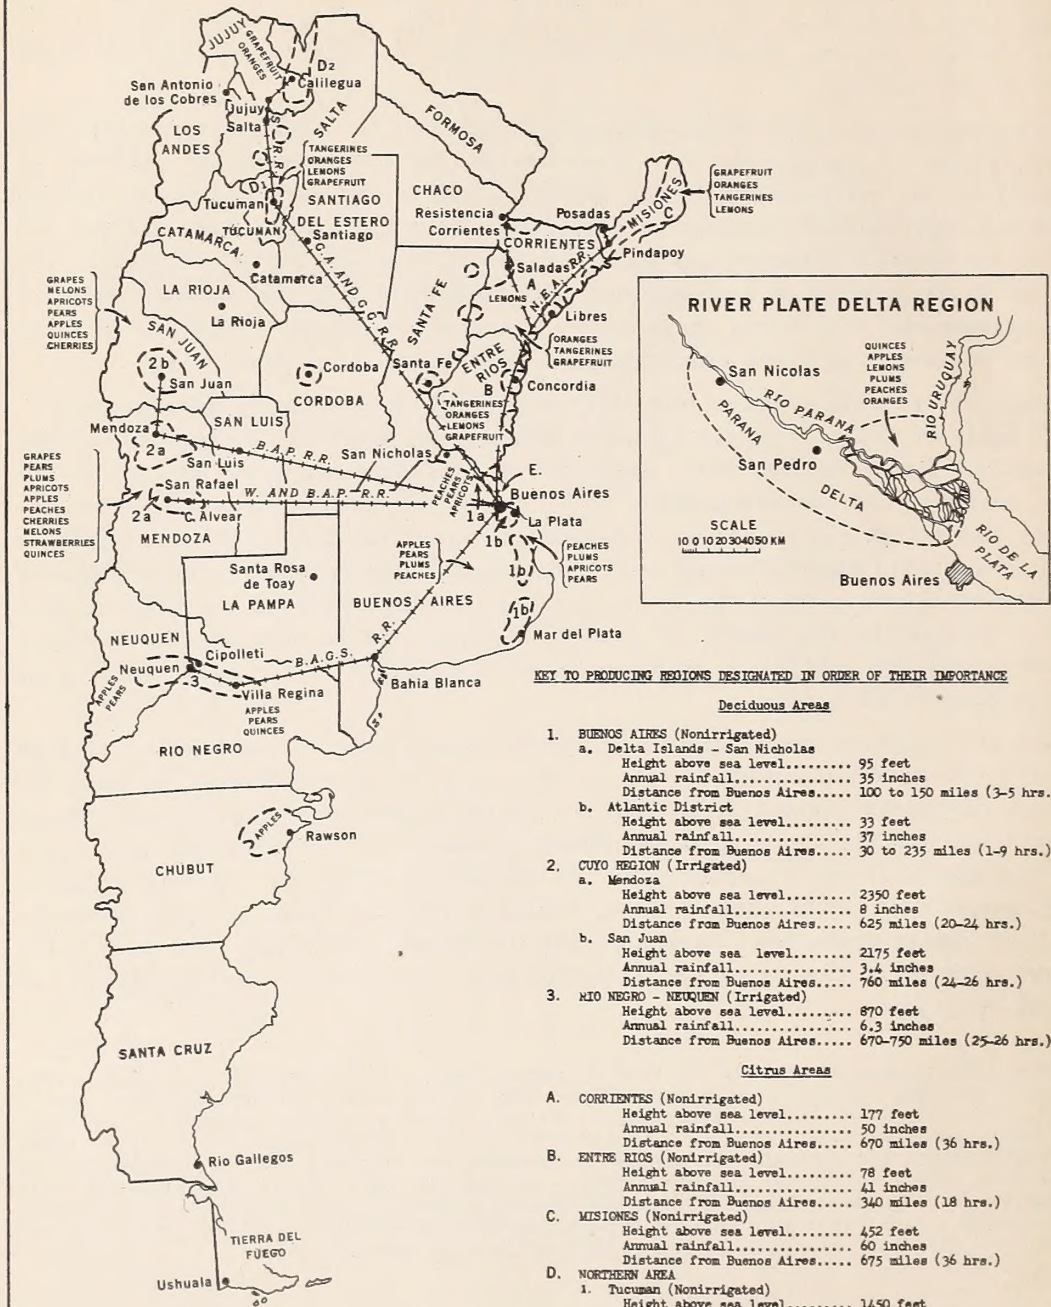 JUJUY
GRAPEFRUIT
ORANGES
D2
Calilegua
San Antonio
de los Cobres
Jujuy
Salta
SALTA
LOS
ANDES
S.
R.R.
FORMOSA
TANGERINES
ORANGES
LEMONS
GRAPEFRUIT
D1
Tucuman
TUCUMAN
SANTIAGO
DEL ESTERO
Santiago
CHACO
Resistencia
Corrientes
Posadas
MISIONES
C
GRAPEFRUIT
ORANGES
TANGERINES
LEMONS
Pindapoy
CORRIENTES
Saladas
A
LEMONS
N.E.A. RR.
Libres
CATAMARCA
Catamarca
G.A. AND C.C. R.R.
SANTA FE
LA RIOJA
La Rioja
GRAPES
MELONS
APRICOTS
PEARS
APPLES
QUINCES
CHERRIES
SAN JUAN
2b
San Juan
Cordoba
CORDOBA
Santa Fe
ENTRE
RIOS
B
ORANGES
TANGERINES
GRAPEFRUIT
Concordia
TANGERINES
ORANGES
LEMONS
GRAPEFRUIT
Mendoza
2a
SAN LUIS
San Luis
B.A.P. R.R.
San Nicholas
GRAPES
PEARS
PLUMS
APRICOTS
APPLES
PEACHES
CHERRIES
MELONS
STRAWBERRIES
QUINCES
San Rafael
2a
C. Alvear
W. AND B.A.P. R.R.
PEACHES
PEARS
APRICOTS
E.
1a
Buenos Aires
La Plata
1b
MENDOZA
APPLES
PEARS
PLUMS
PEACHES
PEACHES
PLUMS
APRICOTS
PEARS
1b
1b
Santa Rosa
de Toay
LA PAMPA
BUENOS AIRES
Mar del Plata
NEUQUEN
Cipolleti
Neuquen
3
B.A.G.S.
R.R.
Bahia Blanca
APPLES
PEARS
Villa Regina
APPLES
PEARS
QUINCES
RIO NEGRO
APPLES
Rawson
CHUBUT
SANTA CRUZ
Rio Gallegos
TIERRA DEL
FUEGO
Ushuala
RIVER PLATE DELTA REGION
San Nicolas
QUINCES
APPLES
LEMONS
PLUMS
PEACHES
ORANGES
RIO PARANA
RIO URUGUAY
PARANA
DELTA
San Pedro
SCALE
10 0 10 20 30 40 50 KM
RIO DE LA
PLATA
Buenos Aires
KEY TO PRODUCING REGIONS DESIGNATED IN ORDER OF THEIR IMPORTANCE
Deciduous Areas
1. BUENOS AIRES (Nonirrigated)
a. Delta Islands - San Nicholas
Height above sea level......... 95 feet
Annual rainfall................ 35 inches
Distance from Buenos Aires..... 100 to 150 miles (3-5 hrs.
b. Atlantic District
Height above sea level......... 33 feet
Annual rainfall................ 37 inches
Distance from Buenos Aires..... 30 to 235 miles (1-9 hrs.)
2. CUYO REGION (Irrigated)
a. Mendoza
Height above sea level......... 2350 feet
Annual rainfall................ 8 inches
Distance from Buenos Aires..... 625 miles (20-24 hrs.)
b. San Juan
Height above sea level........ 2175 feet
Annual rainfall................ 3.4 inches
Distance from Buenos Aires..... 760 miles (24-26 hrs.)
3. RIO NEGRO - NEUQUEN (Irrigated)
Height above sea level......... 870 feet
Annual rainfall................ 6.3 inches
Distance from Buenos Aires..... 670-750 miles (25-26 hrs.)
Citrus Areas
A. CORRIENTES (Nonirrigated)
Height above sea level......... 177 feet
Annual rainfall................ 50 inches
Distance from Buenos Aires..... 670 miles (36 hrs.)
B. ENTRE RIOS (Nonirrigated)
Height above sea level......... 78 feet
Annual rainfall................ 41 inches
Distance from Buenos Aires..... 340 miles (18 hrs.)
C. MISIONES (Nonirrigated)
Height above sea level......... 452 feet
Annual rainfall................ 60 inches
Distance from Buenos Aires..... 675 miles (36 hrs.)
D. NORTHERN AREA
1. Tucuman (Nonirrigated)
Height above sea level......... 1450 feet